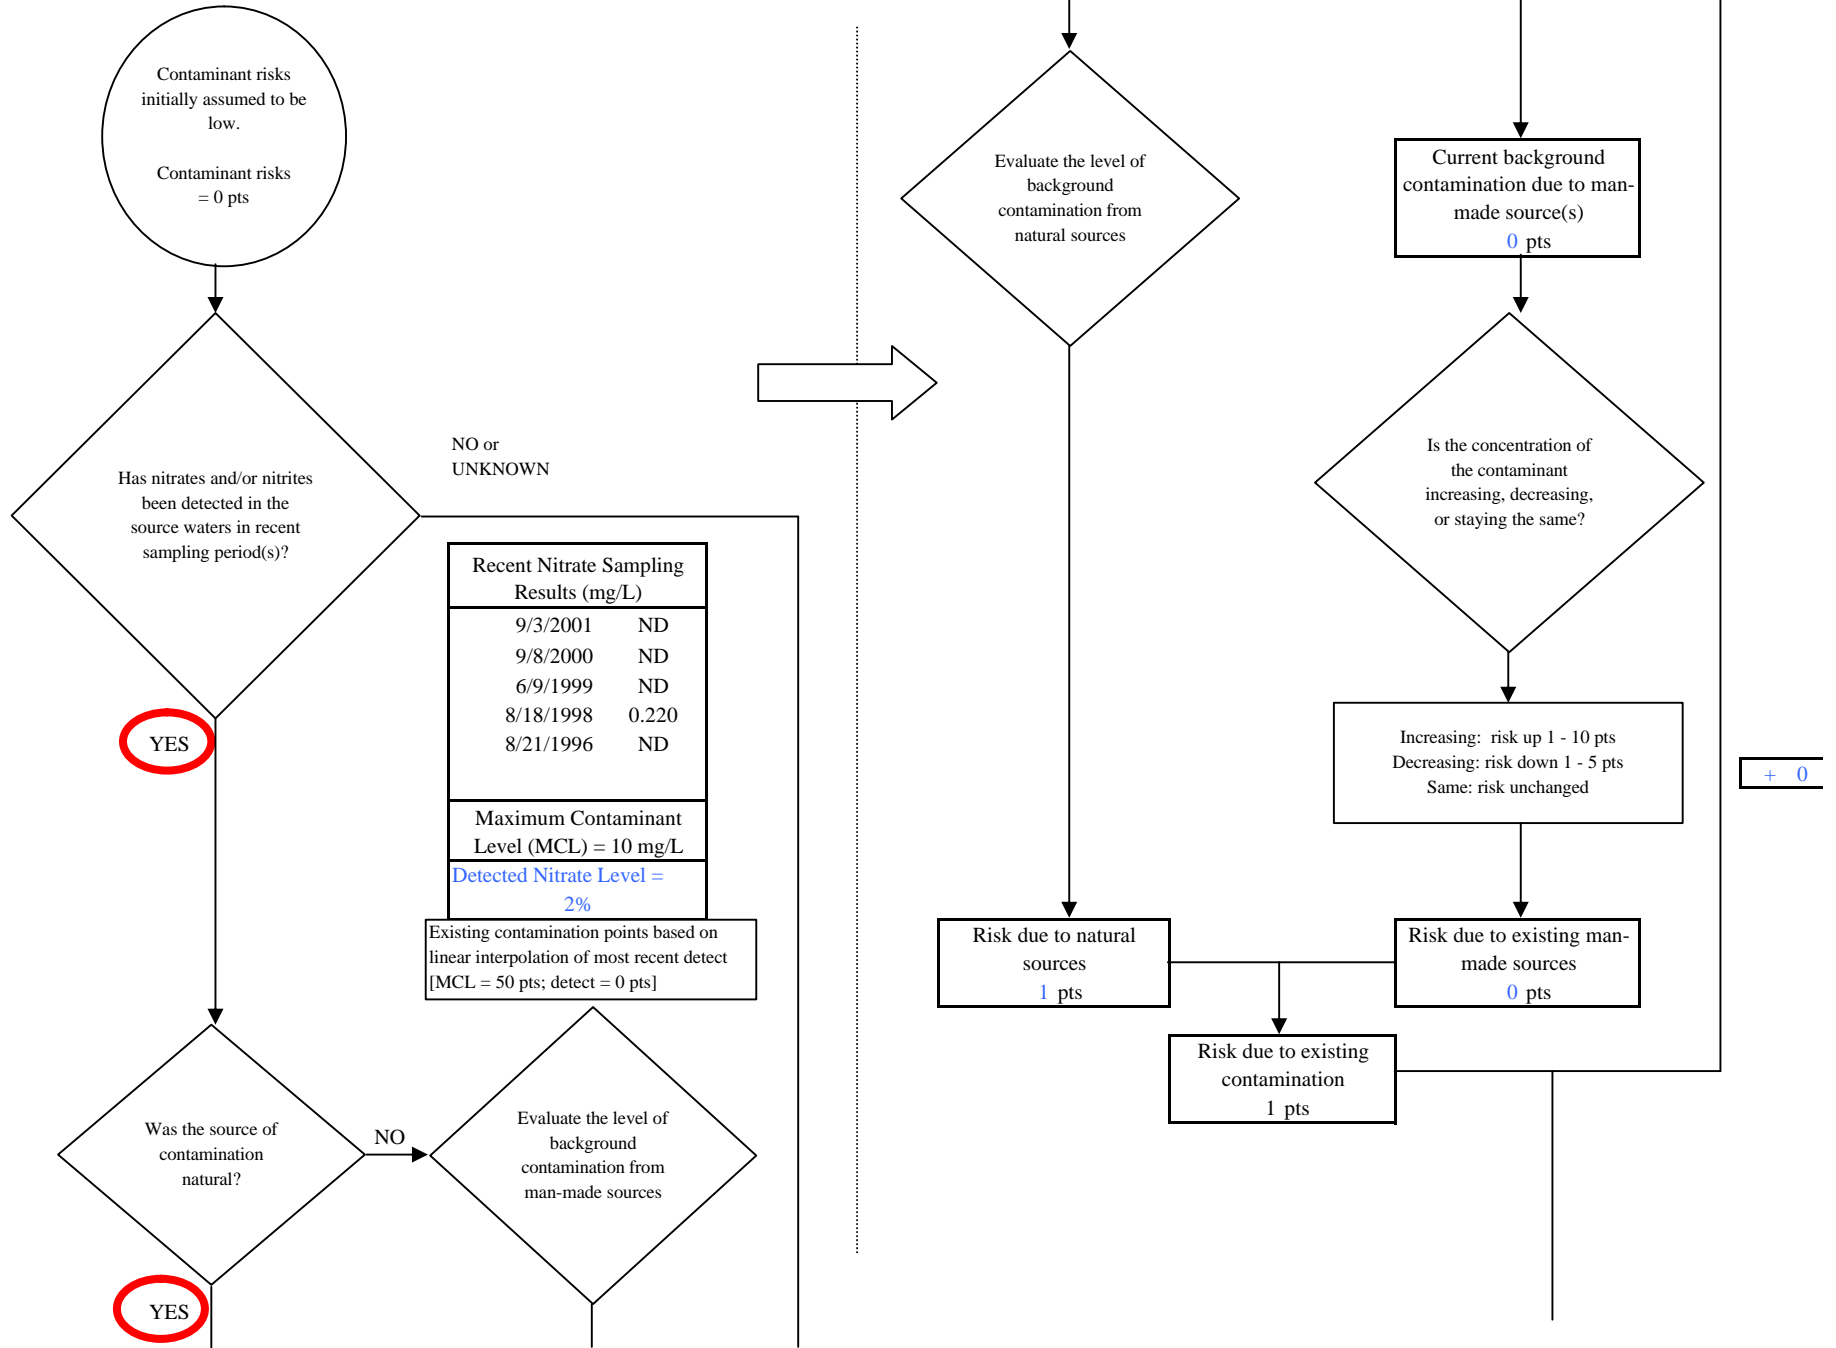 Contaminant risks
initially assumed to be
low.
Contaminant risks
= 0 pts
Has nitrates and/or nitrites
been detected in the
source waters in recent
sampling period(s)?
NO or
UNKNOWN
YES
Recent Nitrate Sampling
Results (mg/L)
9/3/2001 ND
9/8/2000 ND
6/9/1999 ND
8/18/1998 0.220
8/21/1996 ND
Maximum Contaminant
Level (MCL) = 10 mg/L
Detected Nitrate Level =
2%
Existing contamination points based on
linear interpolation of most recent detect
[MCL = 50 pts; detect = 0 pts]
Was the source of
contamination
natural?
NO
YES
Evaluate the level of
background
contamination from
man-made sources
Evaluate the level of
background
contamination from
natural sources
Current background
contamination due to man-
made source(s)
0 pts
Is the concentration of
the contaminant
increasing, decreasing,
or staying the same?
Increasing: risk up 1 - 10 pts
Decreasing: risk down 1 - 5 pts
Same: risk unchanged
+ 0
Risk due to natural
sources
1 pts
Risk due to existing man-
made sources
0 pts
Risk due to existing
contamination
1 pts